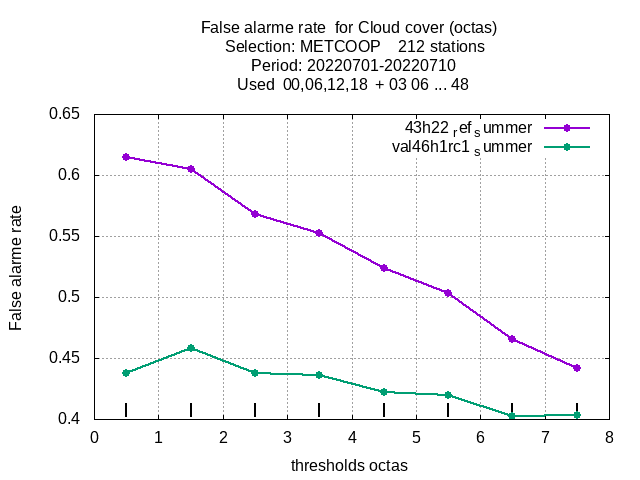 False alarme rate for Cloud cover (octas)
Selection: METCOOP 212 stations
Period: 20220701-20220710
Used 00,06,12,18 + 03 06 ... 48
43h22_ref_summer
val46h1rc1_summer
0.65
0.6
0.55
0.5
0.45
0.4
False alarme rate
0 1 2 3 4 5 6 7 8
thresholds octas